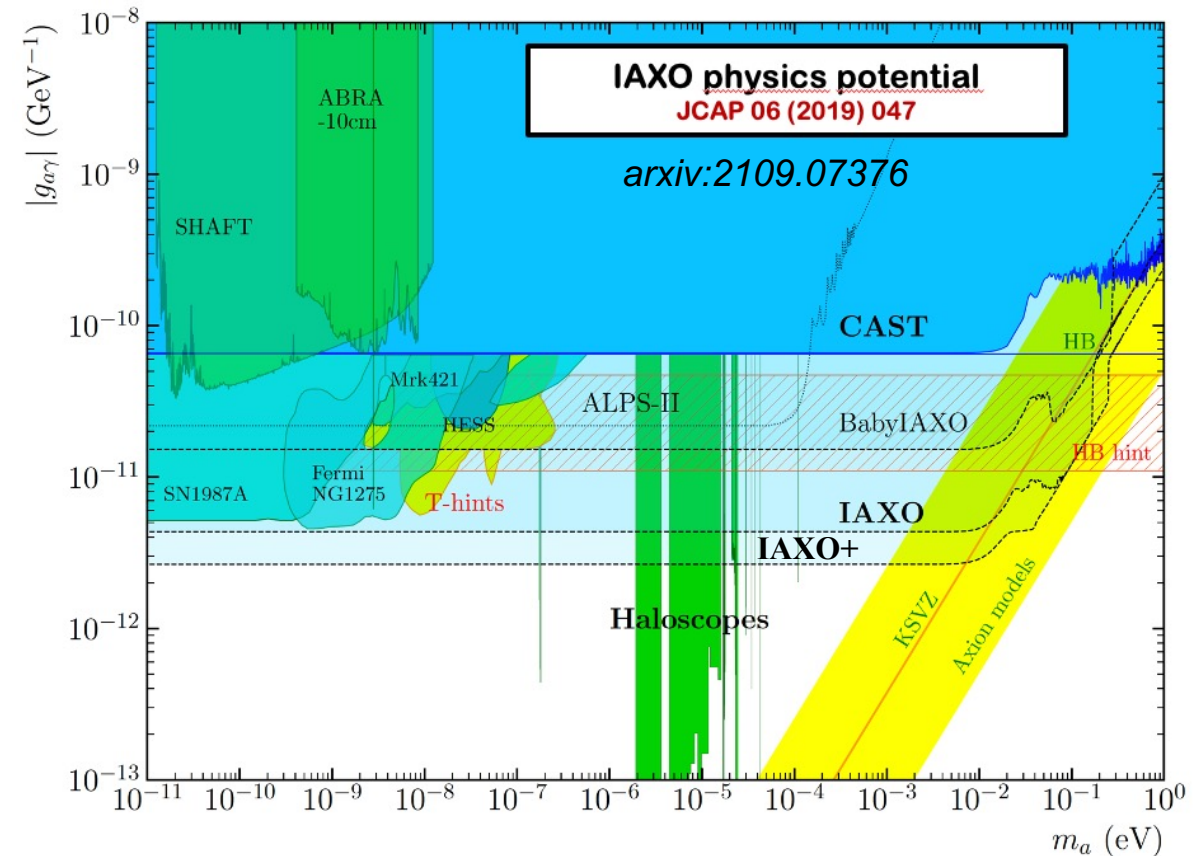 |g_{aγ}| (GeV⁻¹)
10⁻⁸
10⁻⁹
10⁻¹⁰
10⁻¹¹
10⁻¹²
10⁻¹³
IAXO physics potential
JCAP 06 (2019) 047
arxiv:2109.07376
ABRA
-10cm
SHAFT
CAST
HB
Mrk421
ALPS-II
HESS
BabyIAXO
HB hint
Fermi
NG1275
SN1987A
T-hints
IAXO
IAXO+
Haloscopes
KSVZ
Axion models
10⁻¹¹ 10⁻¹⁰ 10⁻⁹ 10⁻⁸ 10⁻⁷ 10⁻⁶ 10⁻⁵ 10⁻⁴ 10⁻³ 10⁻² 10⁻¹ 10⁰
m_a (eV)